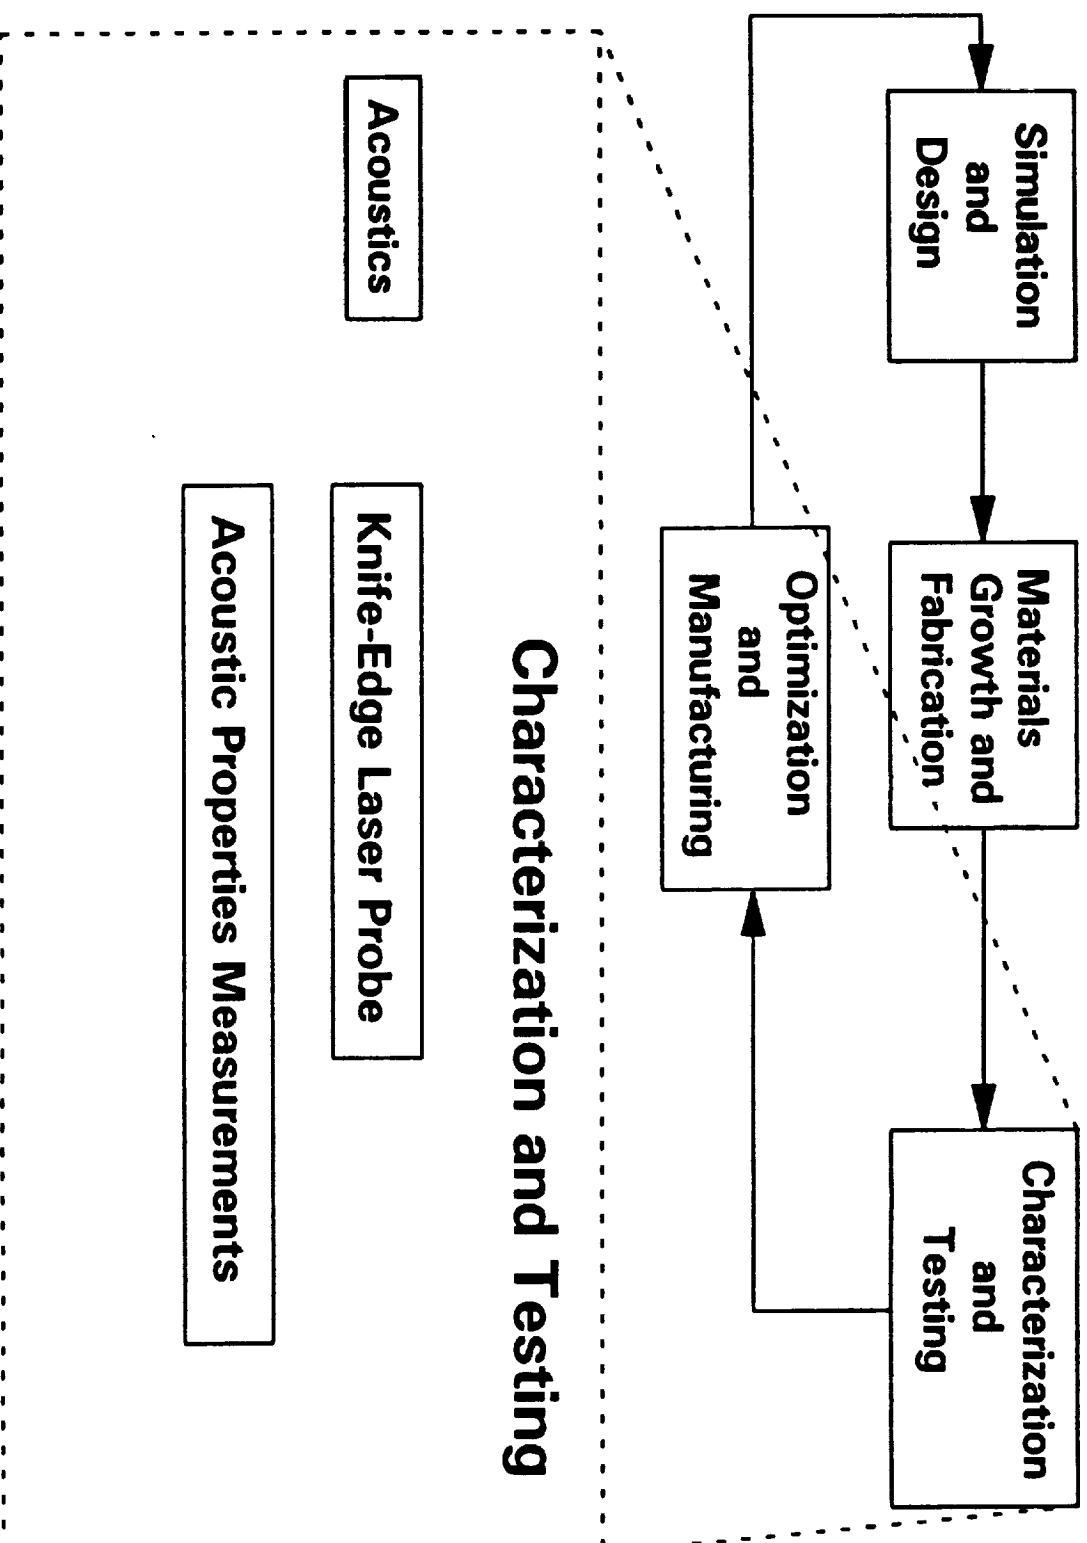 Simulation
and
Design
Materials
Growth and
Fabrication
Characterization
and
Testing
Optimization
and
Manufacturing
Characterization and Testing
Acoustics
Knife-Edge Laser Probe
Acoustic Properties Measurements